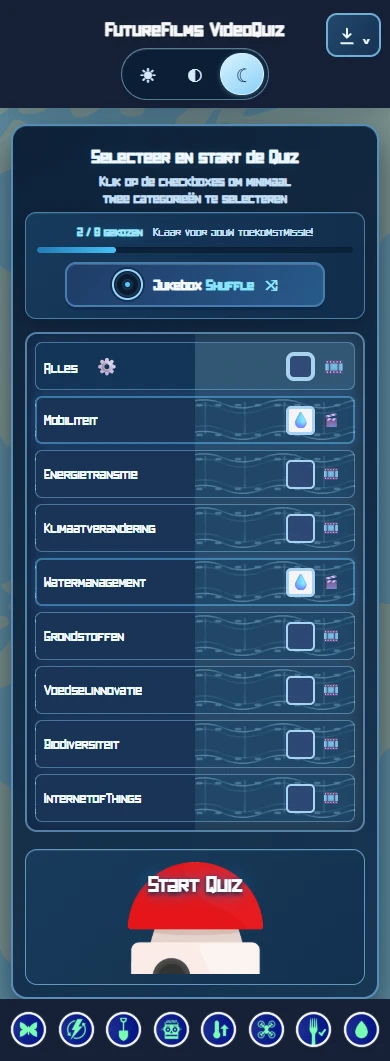 FutureFilms VideoQuiz
v
Selecteer en start de Quiz
Klik op de checkboxes om minimaal
twee categorieën te selecteren
2 / 8 gekozen Klaar voor jouw toekomstmissie!
Jukebox Shuffle
Alles
Mobiliteit
Energietransitie
Klimaatverandering
Watermanagement
Grondstoffen
Voedselinnovatie
Biodiversiteit
InternetofThings
Start Quiz